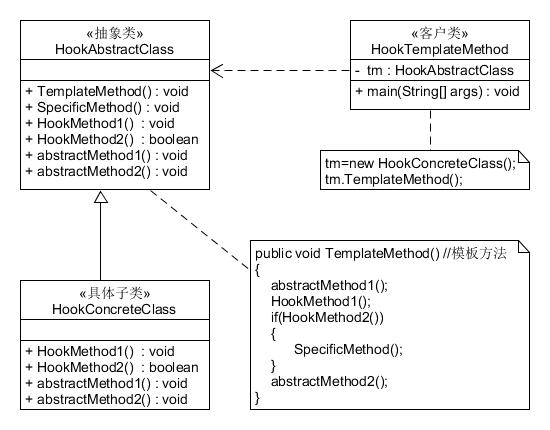 «抽象类»
HookAbstractClass
+ TemplateMethod() : void
+ SpecificMethod() : void
+ HookMethod1()  : void
+ HookMethod2()  : boolean
+ abstractMethod1() : void
+ abstractMethod2() : void
«客户类»
HookTemplateMethod
-  tm : HookAbstractClass
+ main(String[] args) : void
tm=new HookConcreteClass();
tm.TemplateMethod();
«具体子类»
HookConcreteClass
+ HookMethod1()  : void
+ HookMethod2()  : boolean
+ abstractMethod1() : void
+ abstractMethod2() : void
public void TemplateMethod() //模板方法
{
abstractMethod1();
HookMethod1();
if(HookMethod2())
{
SpecificMethod();
}
abstractMethod2();
}